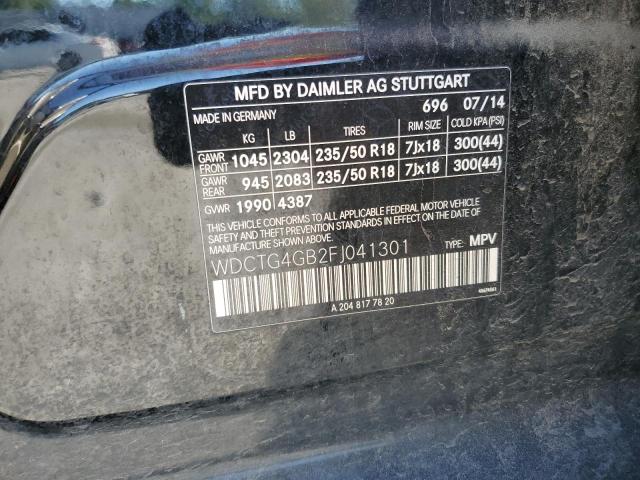 MFD BY DAIMLER AG STUTTGART
MADE IN GERMANY 696 07/14
KG LB TIRES RIM SIZE COLD KPA(PSI)
GAWR FRONT 1045 2304 235/50 R18 7Jx18 300(44)
GAWR REAR 945 2083 235/50 R18 7Jx18 300(44)
GVWR 1990 4387
THIS VEHICLE CONFORMS TO ALL APPLICABLE FEDERAL MOTOR VEHICLE
SAFETY, BUMPER, AND THEFT PREVENTION STANDARDS IN EFFECT
ON THE DATE OF MANUFACTURE SHOWN ABOVE.
WDCTG4GB2FJ041301 TYPE: MPV
A 204 817 78 20